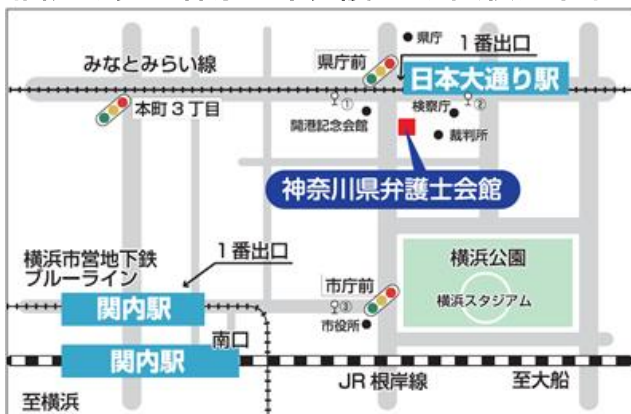 県庁
1番出口
みなとみらい線
県庁前
日本大通り駅
本町3丁目
①
開港記念会館
検察庁
②
裁判所
神奈川県弁護士会館
横浜市営地下鉄
ブルーライン
1番出口
関内駅
市庁前
③
市役所
横浜公園
横浜スタジアム
南口
関内駅
至横浜
JR根岸線
至大船